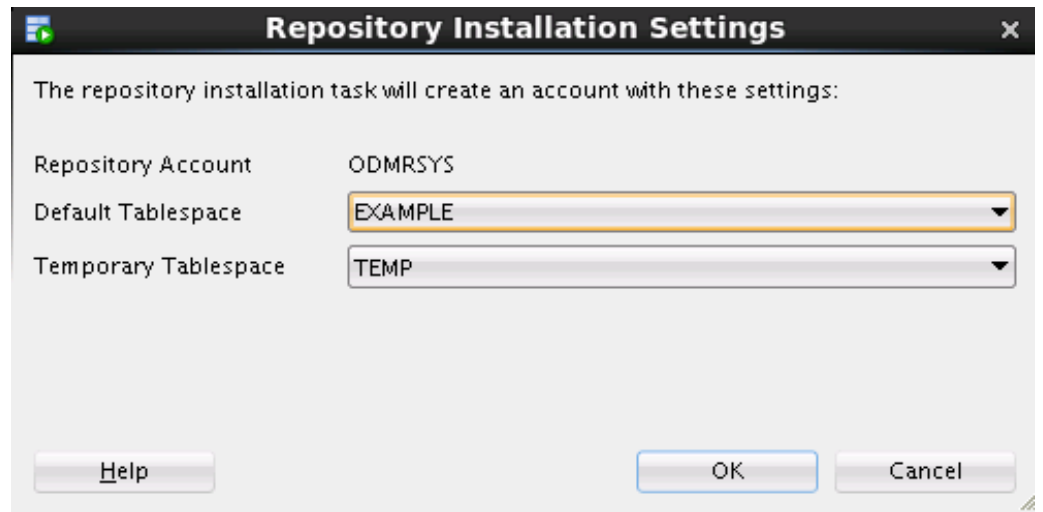 Repository Installation Settings
The repository installation task will create an account with these settings:
Repository Account ODMRSYS
Default Tablespace EXAMPLE
Temporary Tablespace TEMP
Help OK Cancel